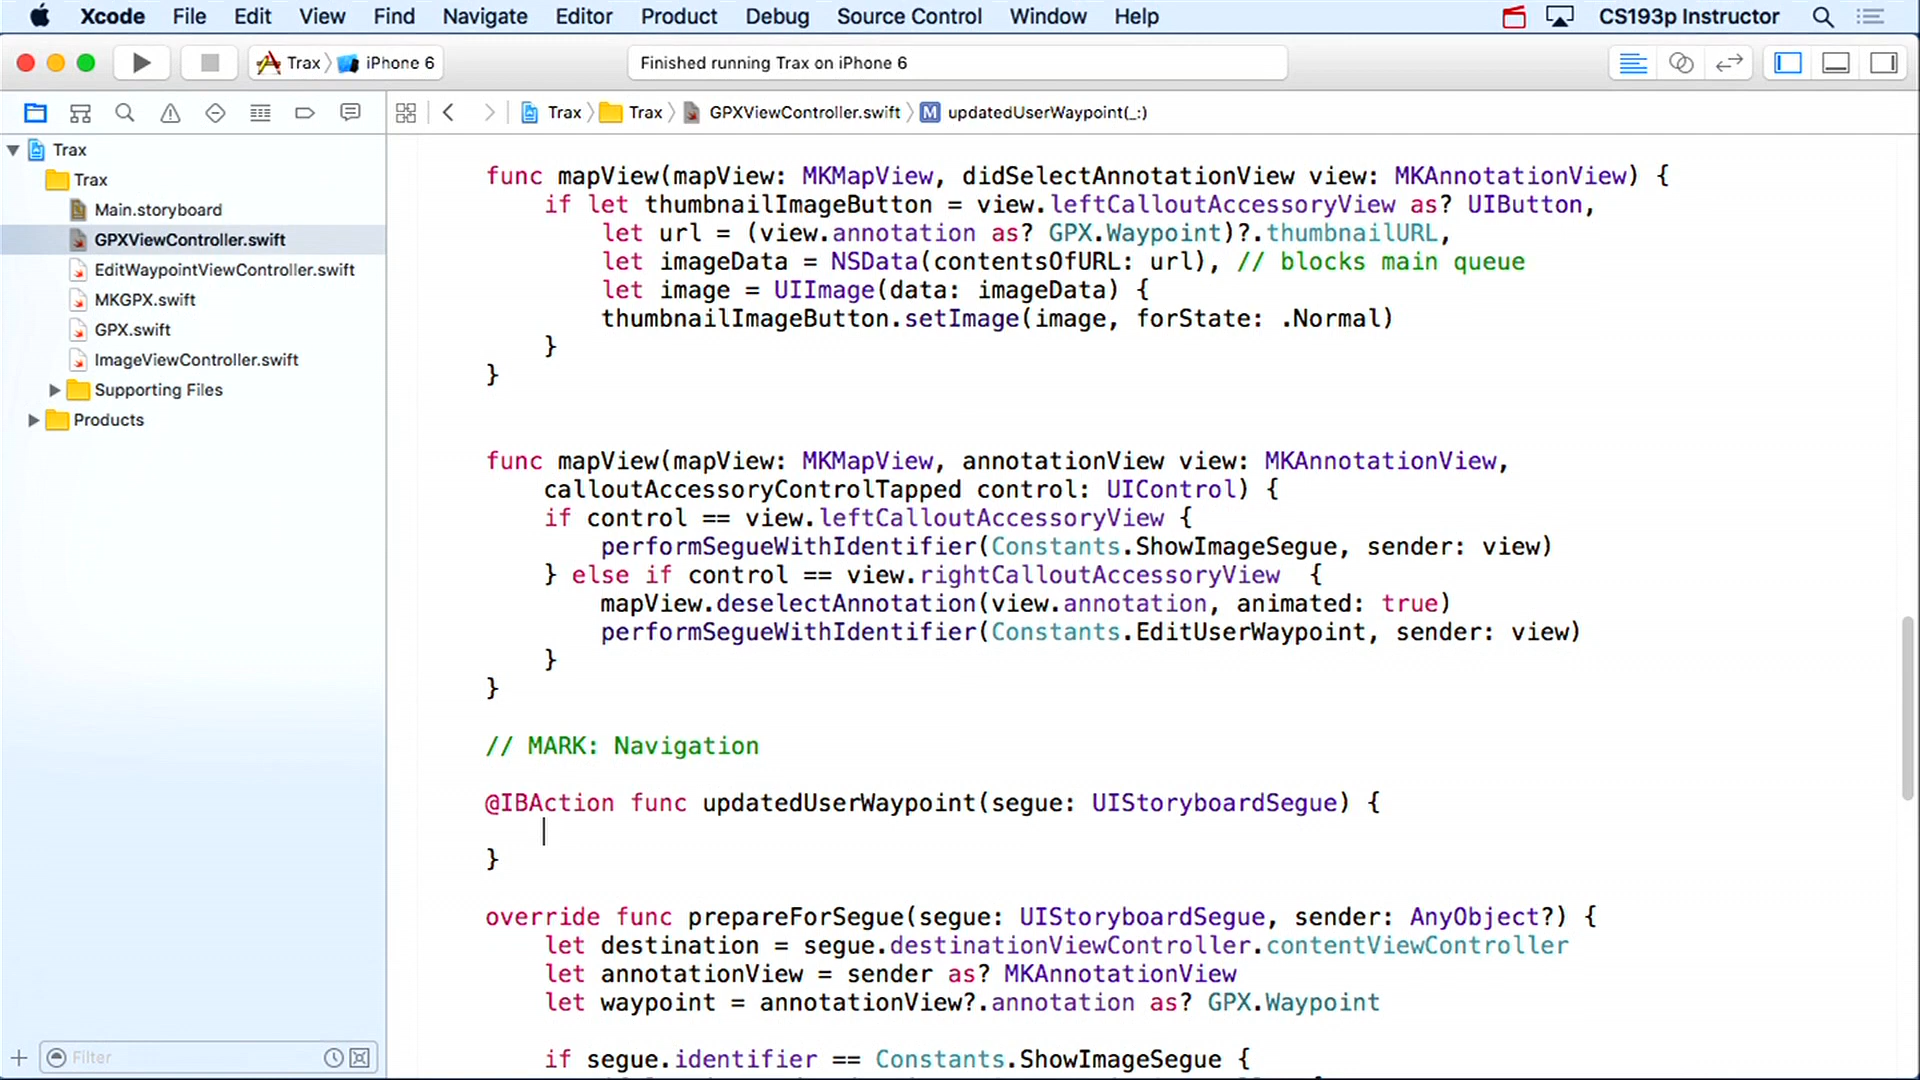 Xcode File Edit View Find Navigate Editor Product Debug Source Control Window Help CS193p Instructor
Trax iPhone 6 Finished running Trax on iPhone 6
Trax Trax GPXViewController.swift M updatedUserWaypoint(_:)
Trax
Trax
Main.storyboard
GPXViewController.swift
EditWaypointViewController.swift
MKGPX.swift
GPX.swift
ImageViewController.swift
Supporting Files
Products
Filter
func mapView(mapView: MKMapView, didSelectAnnotationView view: MKAnnotationView) {
if let thumbnailImageButton = view.leftCalloutAccessoryView as? UIButton,
let url = (view.annotation as? GPX.Waypoint)?.thumbnailURL,
let imageData = NSData(contentsOfURL: url), // blocks main queue
let image = UIImage(data: imageData) {
thumbnailImageButton.setImage(image, forState: .Normal)
}
}
func mapView(mapView: MKMapView, annotationView view: MKAnnotationView,
calloutAccessoryControlTapped control: UIControl) {
if control == view.leftCalloutAccessoryView {
performSegueWithIdentifier(Constants.ShowImageSegue, sender: view)
} else if control == view.rightCalloutAccessoryView {
mapView.deselectAnnotation(view.annotation, animated: true)
performSegueWithIdentifier(Constants.EditUserWaypoint, sender: view)
}
}
// MARK: Navigation
@IBAction func updatedUserWaypoint(segue: UIStoryboardSegue) {
}
override func prepareForSegue(segue: UIStoryboardSegue, sender: AnyObject?) {
let destination = segue.destinationViewController.contentViewController
let annotationView = sender as? MKAnnotationView
let waypoint = annotationView?.annotation as? GPX.Waypoint
if segue.identifier == Constants.ShowImageSegue {